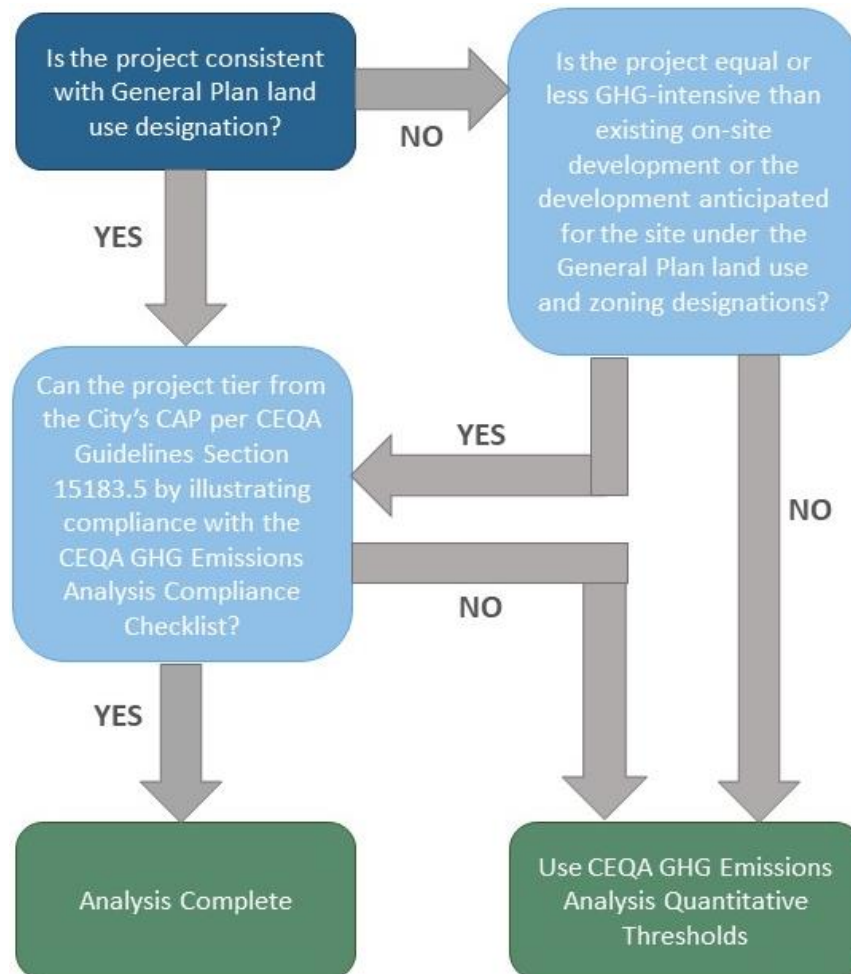 Is the project consistent
with General Plan land
use designation?
NO
Is the project equal or
less GHG-intensive than
existing on-site
development or the
development anticipated
for the site under the
General Plan land use
and zoning designations?
YES
Can the project tier from
the City's CAP per CEQA
Guidelines Section
15183.5 by illustrating
compliance with the
CEQA GHG Emissions
Analysis Compliance
Checklist?
YES
NO
NO
YES
Analysis Complete
Use CEQA GHG Emissions
Analysis Quantitative
Thresholds